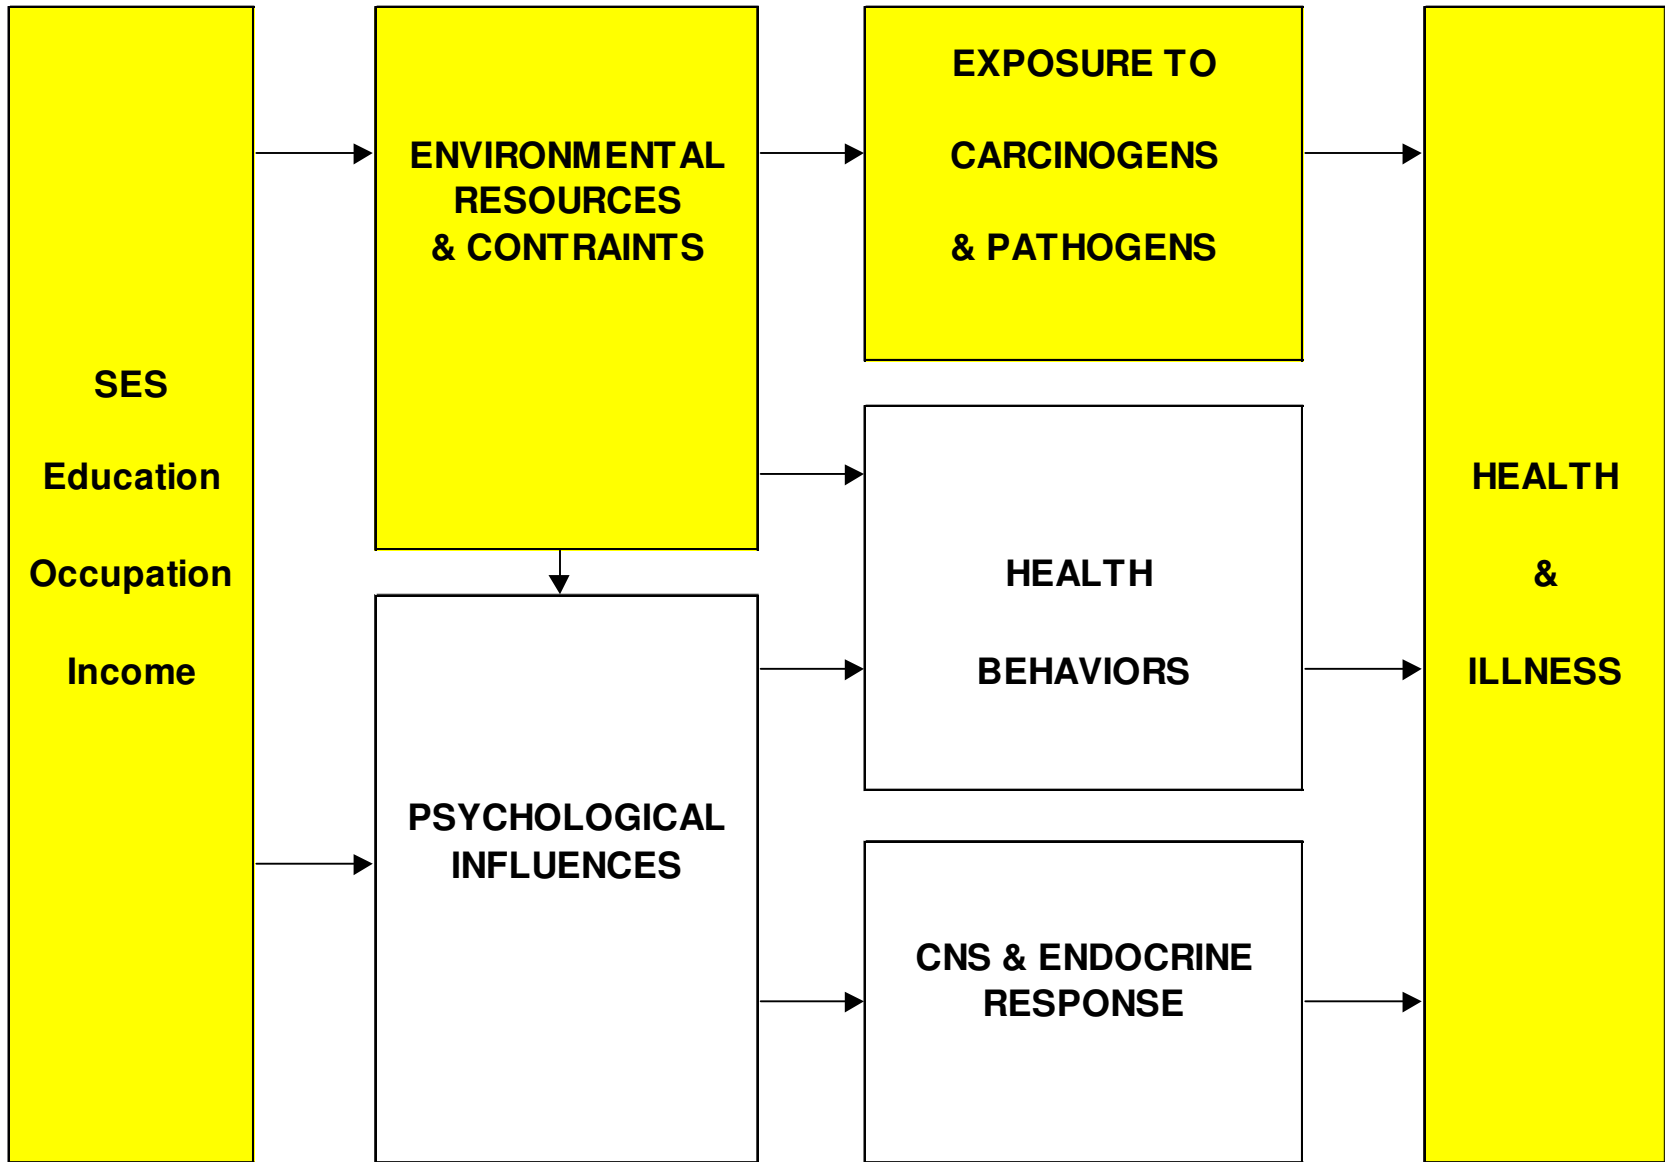 SES
Education
Occupation
Income
ENVIRONMENTAL
RESOURCES
& CONTRAINTS
PSYCHOLOGICAL
INFLUENCES
EXPOSURE TO
CARCINOGENS
& PATHOGENS
HEALTH
BEHAVIORS
CNS & ENDOCRINE
RESPONSE
HEALTH
&
ILLNESS